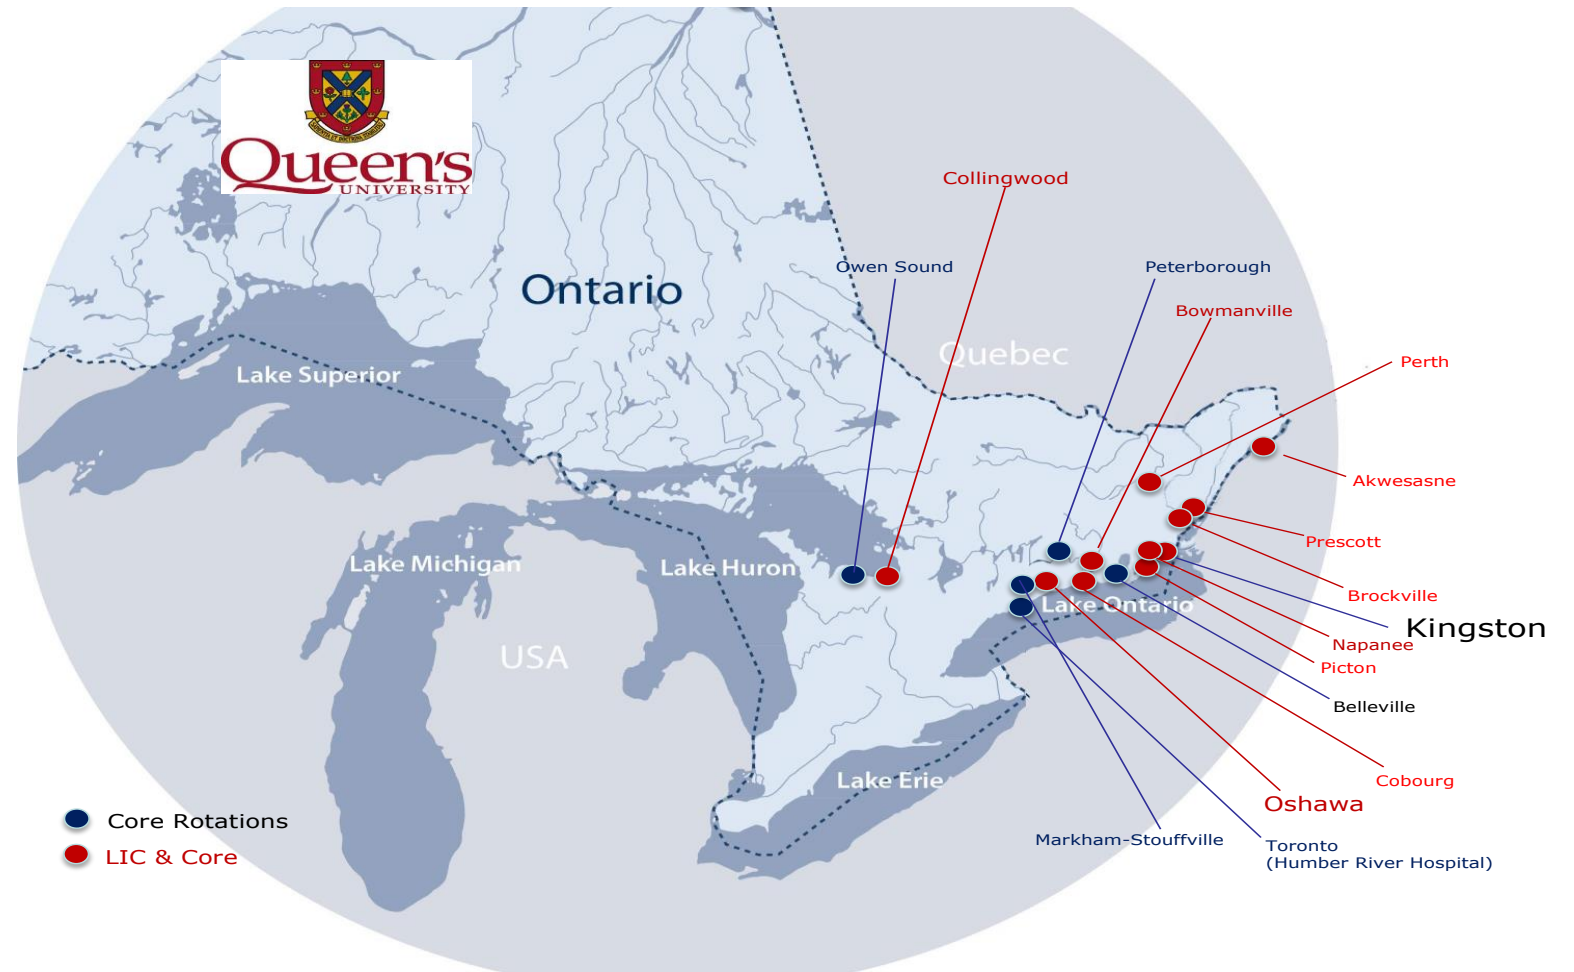 Queen's
UNIVERSITY
Collingwood
Owen Sound
Peterborough
Ontario
Bowmanville
Quebec
Perth
Lake Superior
Akwesasne
Prescott
Lake Michigan
Lake Huron
Brockville
Lake Ontario
Kingston
Napanee
USA
Picton
Belleville
Lake Erie
Cobourg
Oshawa
Core Rotations
Markham-Stouffville
Toronto
(Humber River Hospital)
LIC & Core